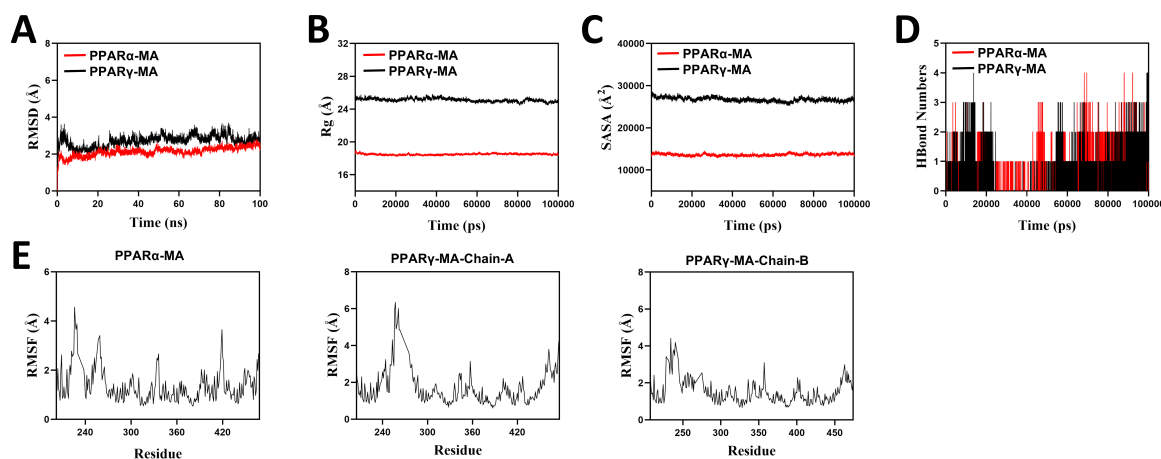 A
PPARα-MA
PPARγ-MA
RMSD (Å)
8
6
4
2
0
0 20 40 60 80 100
Time (ns)
B
PPARα-MA
PPARγ-MA
Rg (Å)
32
28
24
20
16
0 20000 40000 60000 80000 100000
Time (ps)
C
PPARα-MA
PPARγ-MA
SASA (Å²)
40000
30000
20000
10000
0 20000 40000 60000 80000 100000
Time (ps)
D
PPARα-MA
PPARγ-MA
HBond Numbers
5
4
3
2
1
0
0 20000 40000 60000 80000 100000
Time (ps)
E
PPARα-MA
RMSF (Å)
6
4
2
0
240 300 360 420
Residue
PPARγ-MA-Chain-A
RMSF (Å)
8
6
4
2
0
240 300 360 420
Residue
PPARγ-MA-Chain-B
RMSF (Å)
8
6
4
2
0
250 300 350 400 450
Residue